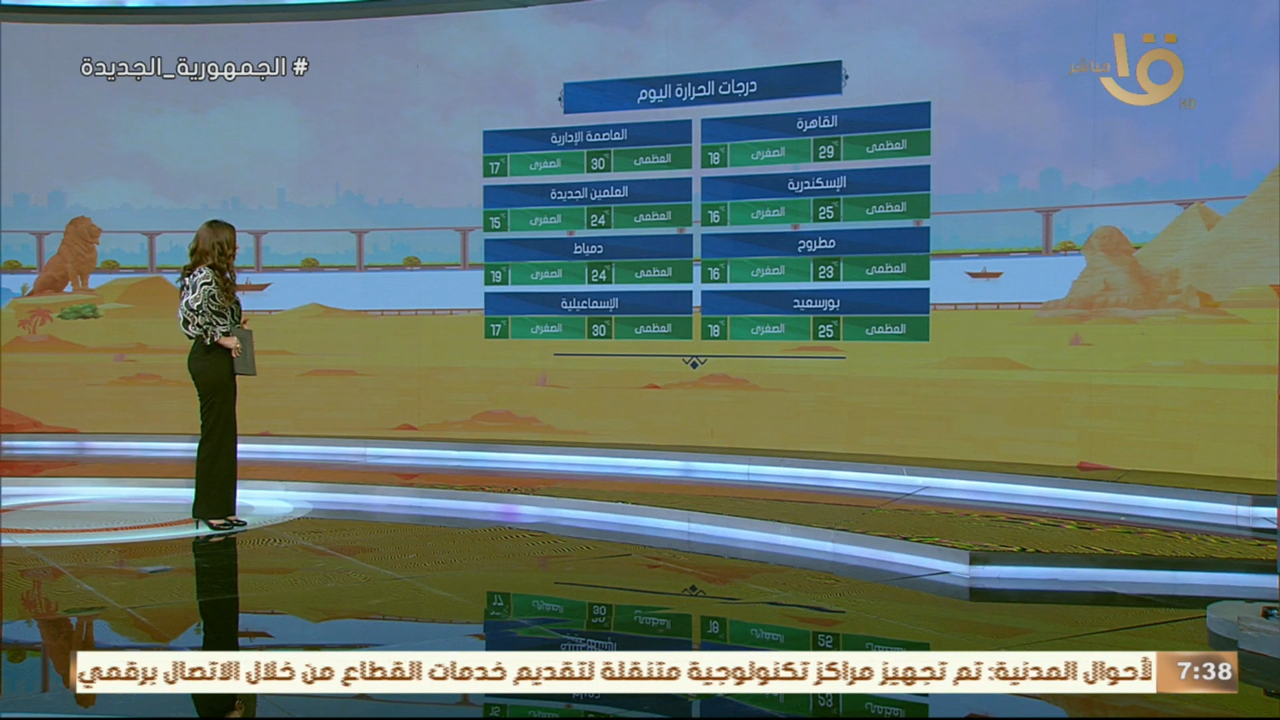 # الجمهورية_الجديدة
مباشر
HD
درجات الحرارة اليوم
القاهرة
العظمى 29° الصغرى 18°
العاصمة الإدارية
العظمى 30° الصغرى 17°
الإسكندرية
العظمى 25° الصغرى 16°
العلمين الجديدة
العظمى 24° الصغرى 15°
مطروح
العظمى 23° الصغرى 16°
دمياط
العظمى 24° الصغرى 19°
بورسعيد
العظمى 25° الصغرى 18°
الإسماعيلية
العظمى 30° الصغرى 17°
7:38
لأحوال المدنية: تم تجهيز مراكز تكنولوجية متنقلة لتقديم خدمات القطاع من خلال الاتصال برقمي